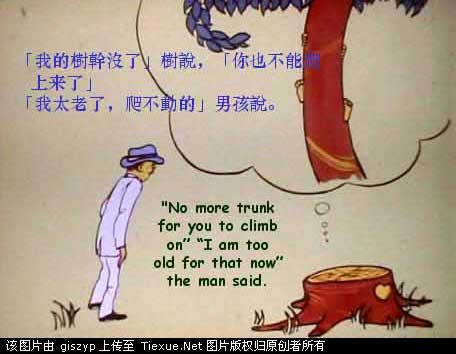 「我的樹幹沒了」樹說，「你也不能爬
上来了」
「我太老了，爬不動的」男孩說。
"No more trunk
for you to climb
on” “I am too
old for that now”
the man said.
该图片由 giszyp 上传至 Tiexue.Net 图片版权归原创者所有